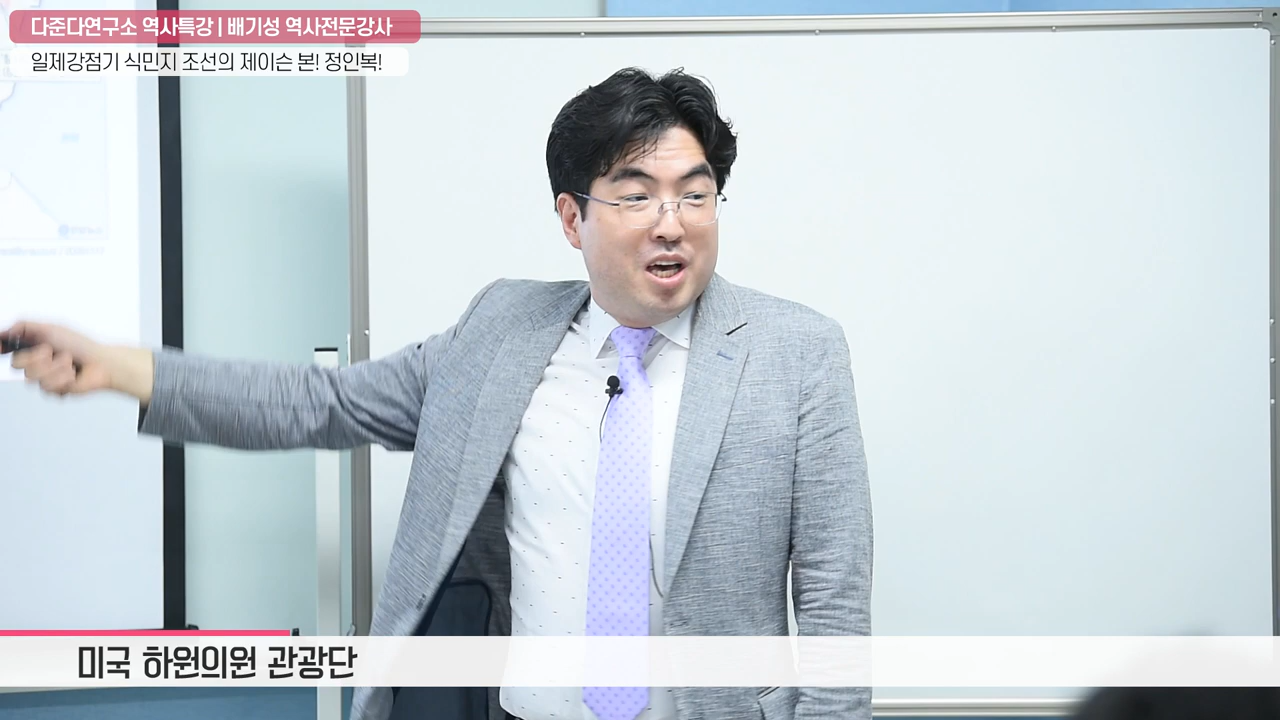 다준다연구소 역사특강 | 배기성 역사전문강사
일제강점기 식민지 조선의 제이슨 본! 정인복!
미국 하원의원 관광단